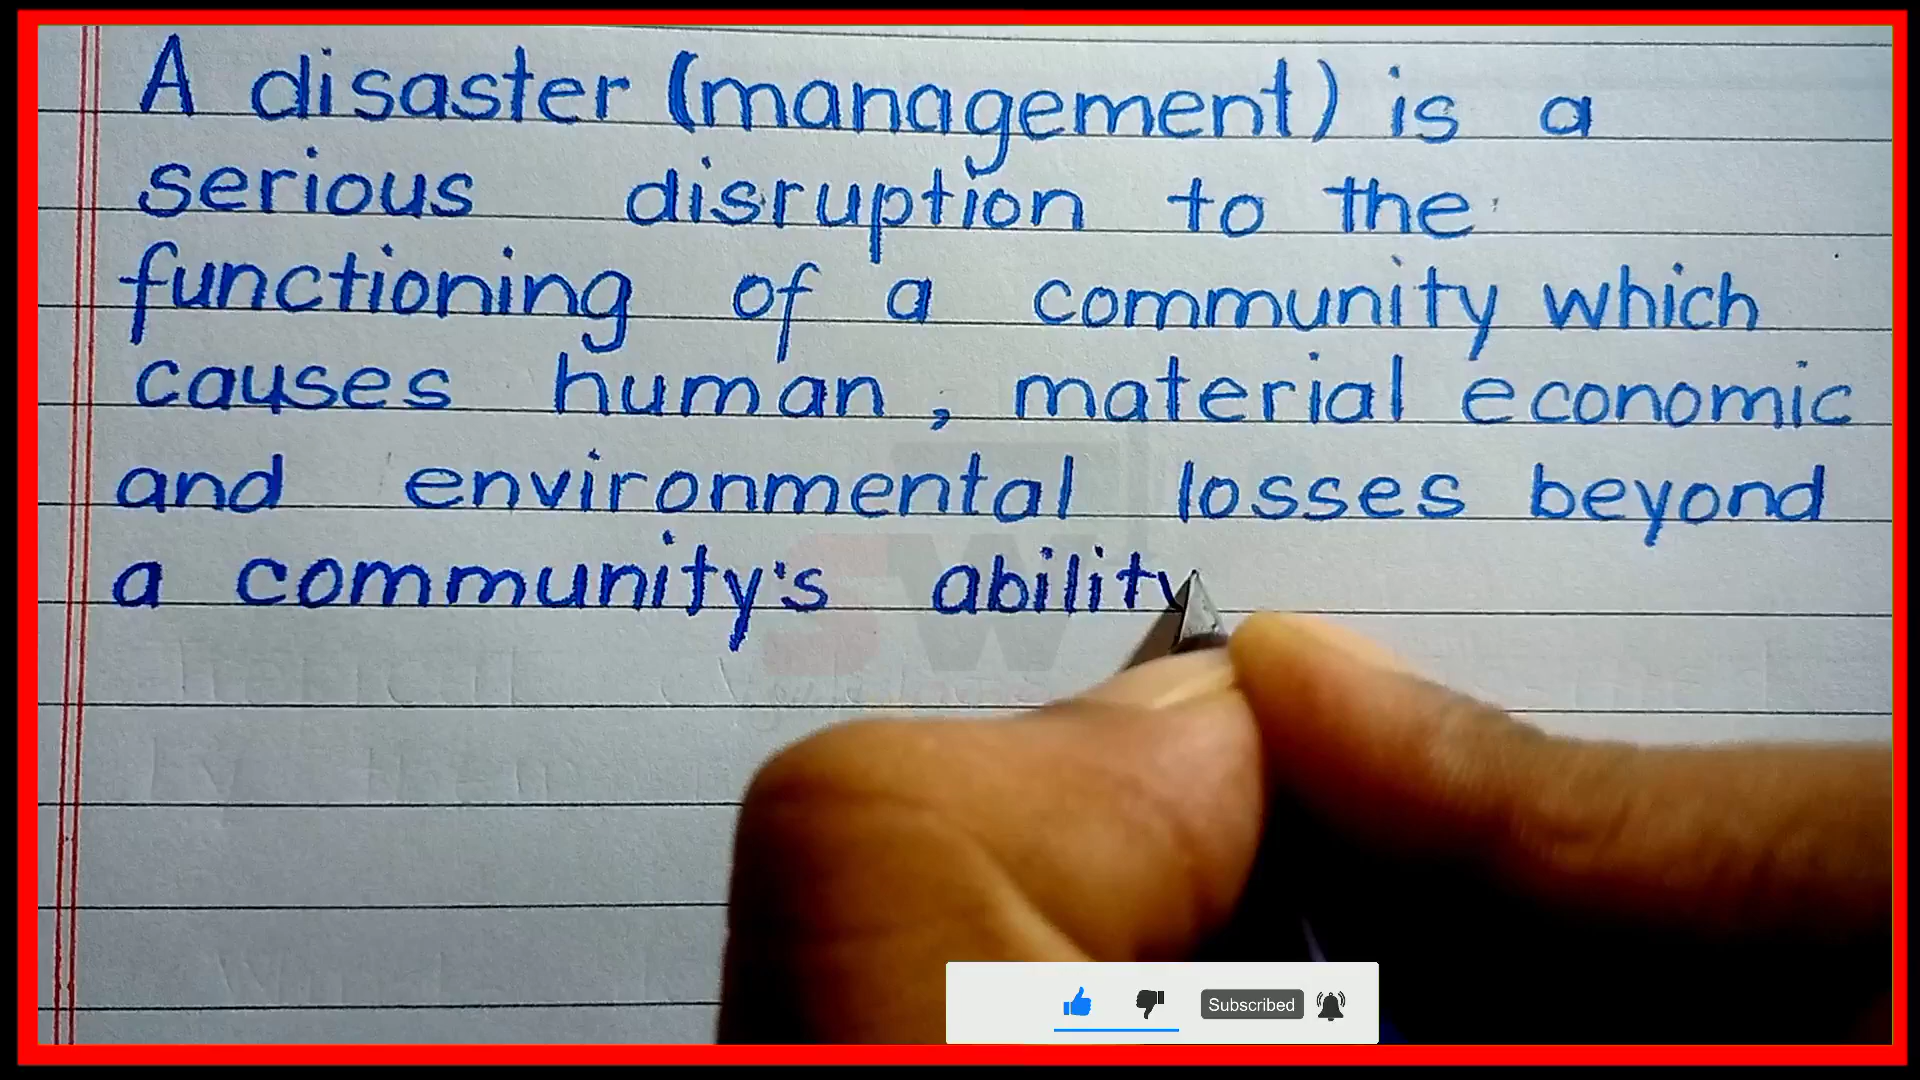 A disaster (management) is a
serious disruption to the
functioning of a community which
causes human, material economic
and environmental losses beyond
a community's ability
SW
Subscribed